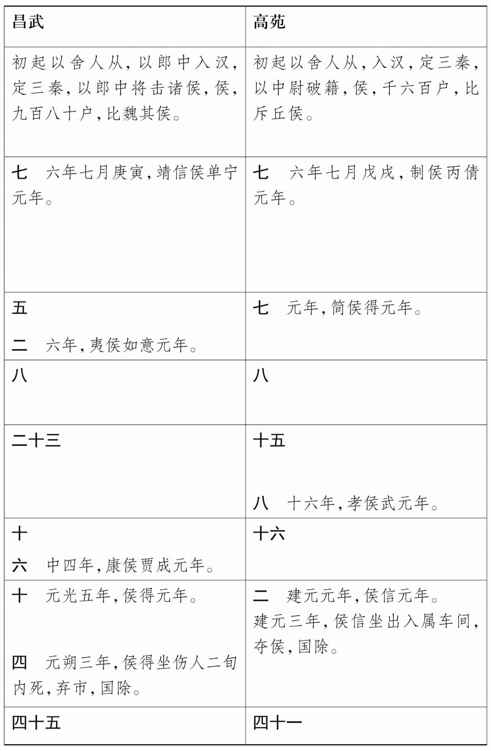 昌武
初起以舍人从，以郎中入汉，
定三秦，以郎中将击诸侯，侯，
九百八十户，比魏其侯。
七　六年七月庚寅，靖信侯单宁
元年。
五
二　六年，夷侯如意元年。
八
二十三
十
六　中四年，康侯贾成元年。
十　元光五年，侯得元年。
四　元朔三年，侯得坐伤人二旬
内死，弃市，国除。
四十五
高苑
初起以舍人从，入汉，定三秦，
以中尉破籍，侯，千六百户，比
斥丘侯。
七　六年七月戊戌，制侯丙倩
元年。
七　元年，简侯得元年。
八
十五
八　十六年，孝侯武元年。
十六
二　建元元年，侯信元年。
建元三年，侯信坐出入属车间，
夺侯，国除。
四十一